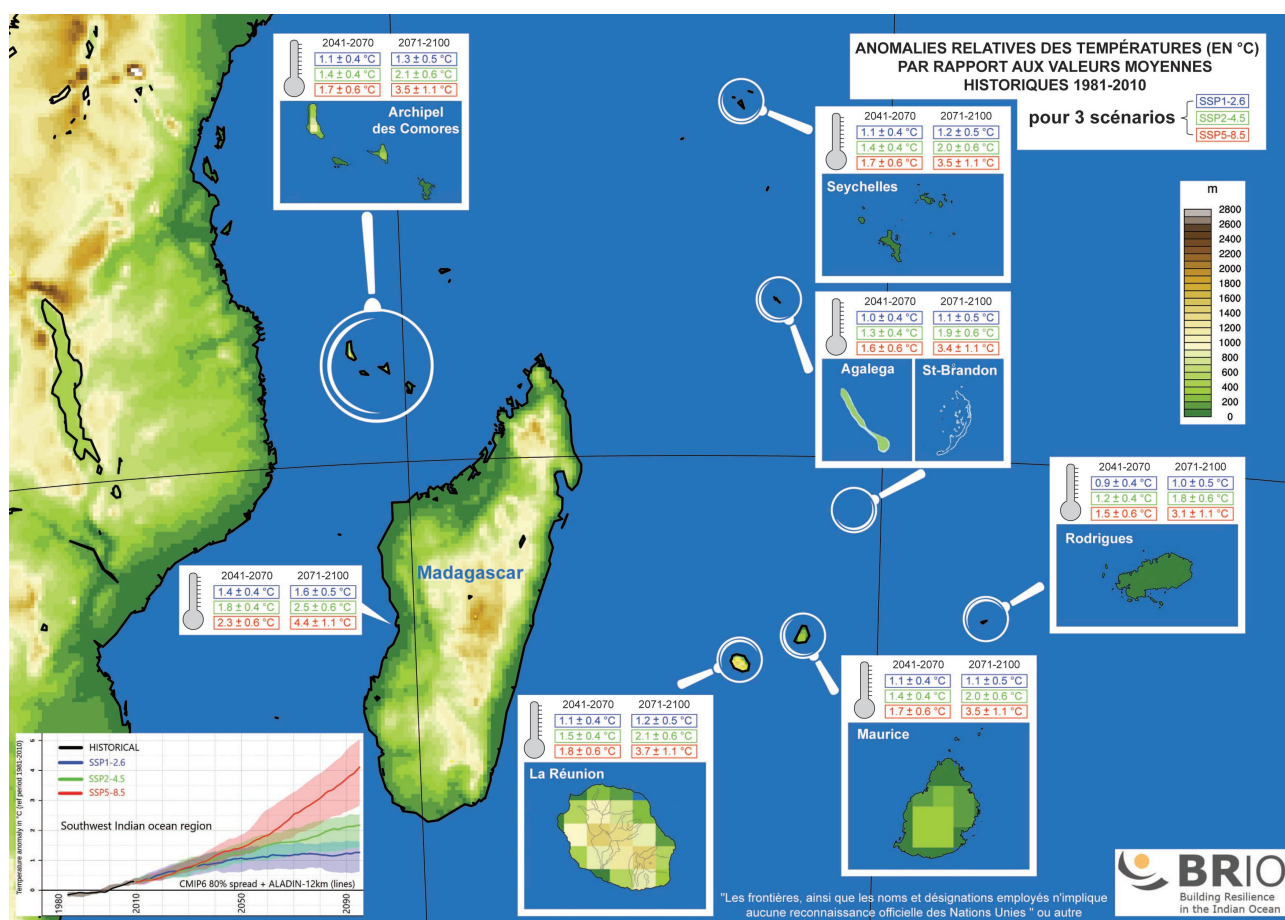 ANOMALIES RELATIVES DES TEMPÉRATURES (EN °C)
PAR RAPPORT AUX VALEURS MOYENNES
HISTORIQUES 1981-2010
pour 3 scénarios
SSP1-2.6
SSP2-4.5
SSP5-8.5
2041-2070 2071-2100
1.1 ± 0.4 °C 1.3 ± 0.5 °C
1.4 ± 0.4 °C 2.1 ± 0.6 °C
1.7 ± 0.6 °C 3.5 ± 1.1 °C
Archipel
des Comores
2041-2070 2071-2100
1.1 ± 0.4 °C 1.2 ± 0.5 °C
1.4 ± 0.4 °C 2.0 ± 0.6 °C
1.7 ± 0.6 °C 3.5 ± 1.1 °C
Seychelles
m
2800
2600
2400
2200
2000
1800
1600
1400
1200
1000
800
600
400
200
0
2041-2070 2071-2100
1.0 ± 0.4 °C 1.1 ± 0.5 °C
1.3 ± 0.4 °C 1.9 ± 0.6 °C
1.6 ± 0.6 °C 3.4 ± 1.1 °C
Agalega St-Brandon
2041-2070 2071-2100
0.9 ± 0.4 °C 1.0 ± 0.5 °C
1.2 ± 0.4 °C 1.8 ± 0.6 °C
1.5 ± 0.6 °C 3.1 ± 1.1 °C
Rodrigues
Madagascar
2041-2070 2071-2100
1.4 ± 0.4 °C 1.6 ± 0.5 °C
1.8 ± 0.4 °C 2.5 ± 0.6 °C
2.3 ± 0.6 °C 4.4 ± 1.1 °C
2041-2070 2071-2100
1.1 ± 0.4 °C 1.2 ± 0.5 °C
1.5 ± 0.4 °C 2.1 ± 0.6 °C
1.8 ± 0.6 °C 3.7 ± 1.1 °C
La Réunion
2041-2070 2071-2100
1.1 ± 0.4 °C 1.1 ± 0.5 °C
1.4 ± 0.4 °C 2.0 ± 0.6 °C
1.7 ± 0.6 °C 3.5 ± 1.1 °C
Maurice
Temperature anomaly in °C (ref period 1981-2010)
5
4
3
2
1
0
HISTORICAL
SSP1-2.6
SSP2-4.5
SSP5-8.5
Southwest Indian ocean region
CMIP6 80% spread + ALADIN-12km (lines)
1980 2010 2050 2090
"Les frontières, ainsi que les noms et désignations employés n'implique
aucune reconnaissance officielle des Nations Unies " ou autre
BRIO
Building Resilience
in the Indian Ocean